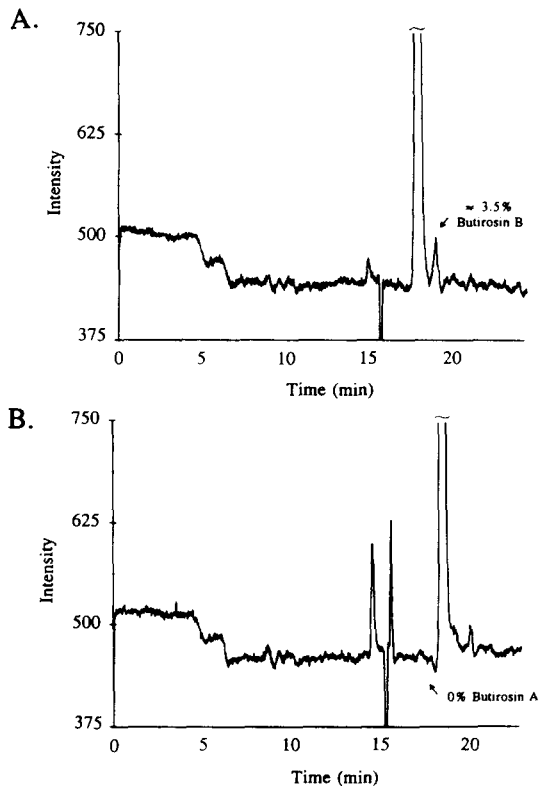 A.
750
625
500
375
Intensity
≈ 3.5%
Butirosin B
0 5 10 15 20
Time (min)
B.
750
625
500
375
Intensity
0% Butirosin A
0 5 10 15 20
Time (min)